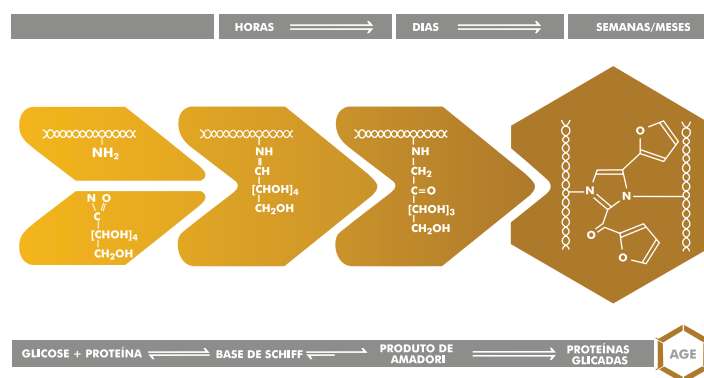 HORAS
DIAS
SEMANAS/MESES
NH₂
N O
C
[CHOH]₄
CH₂OH
NH
CH
[CHOH]₄
CH₂OH
NH
CH₂
C=O
[CHOH]₃
CH₂OH
O
N
N
O
O
GLICOSE + PROTEÍNA
BASE DE SCHIFF
PRODUTO DE
AMADORI
PROTEÍNAS
GLICADAS
AGE